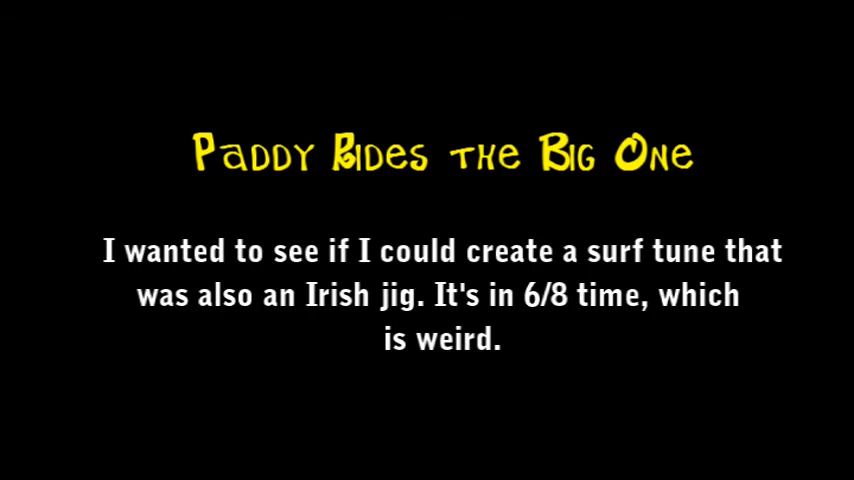 Paddy Rides the Big One
I wanted to see if I could create a surf tune that
was also an Irish jig. It's in 6/8 time, which
is weird.